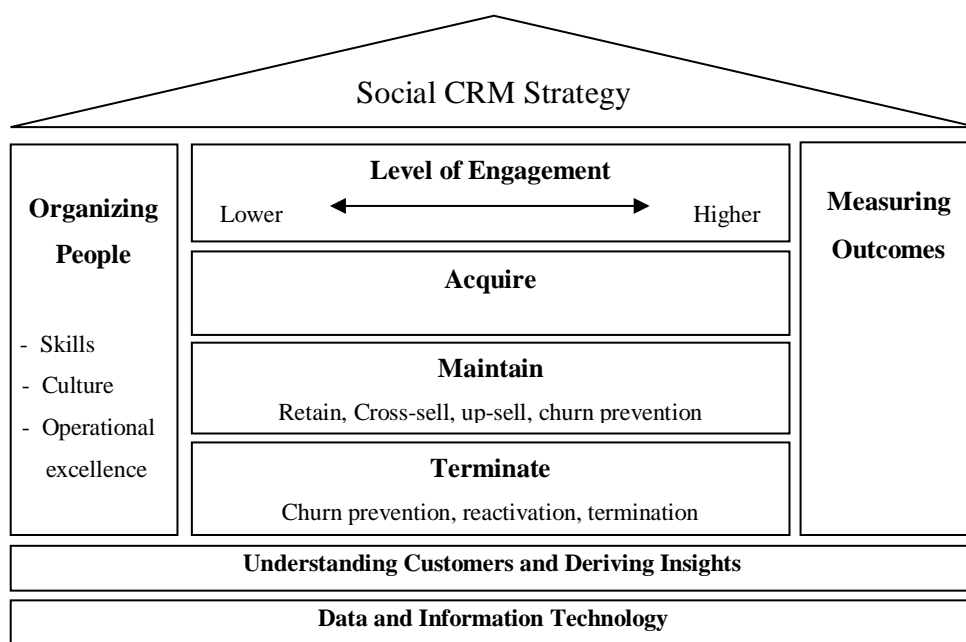 Social CRM Strategy
Organizing
People
- Skills
- Culture
- Operational
excellence
Level of Engagement
Lower
Higher
Acquire
Maintain
Retain, Cross-sell, up-sell, churn prevention
Terminate
Churn prevention, reactivation, termination
Measuring
Outcomes
Understanding Customers and Deriving Insights
Data and Information Technology